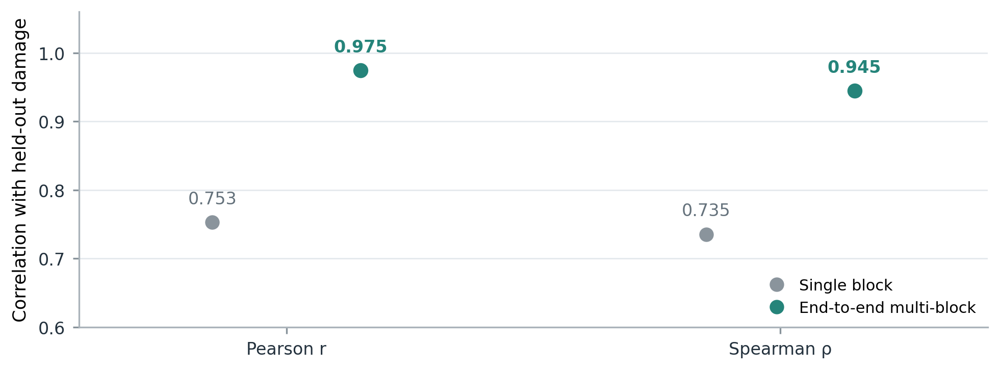 Correlation with held-out damage
1.0
0.9
0.8
0.7
0.6
0.975
0.945
0.753
0.735
Single block
End-to-end multi-block
Pearson r
Spearman ρ